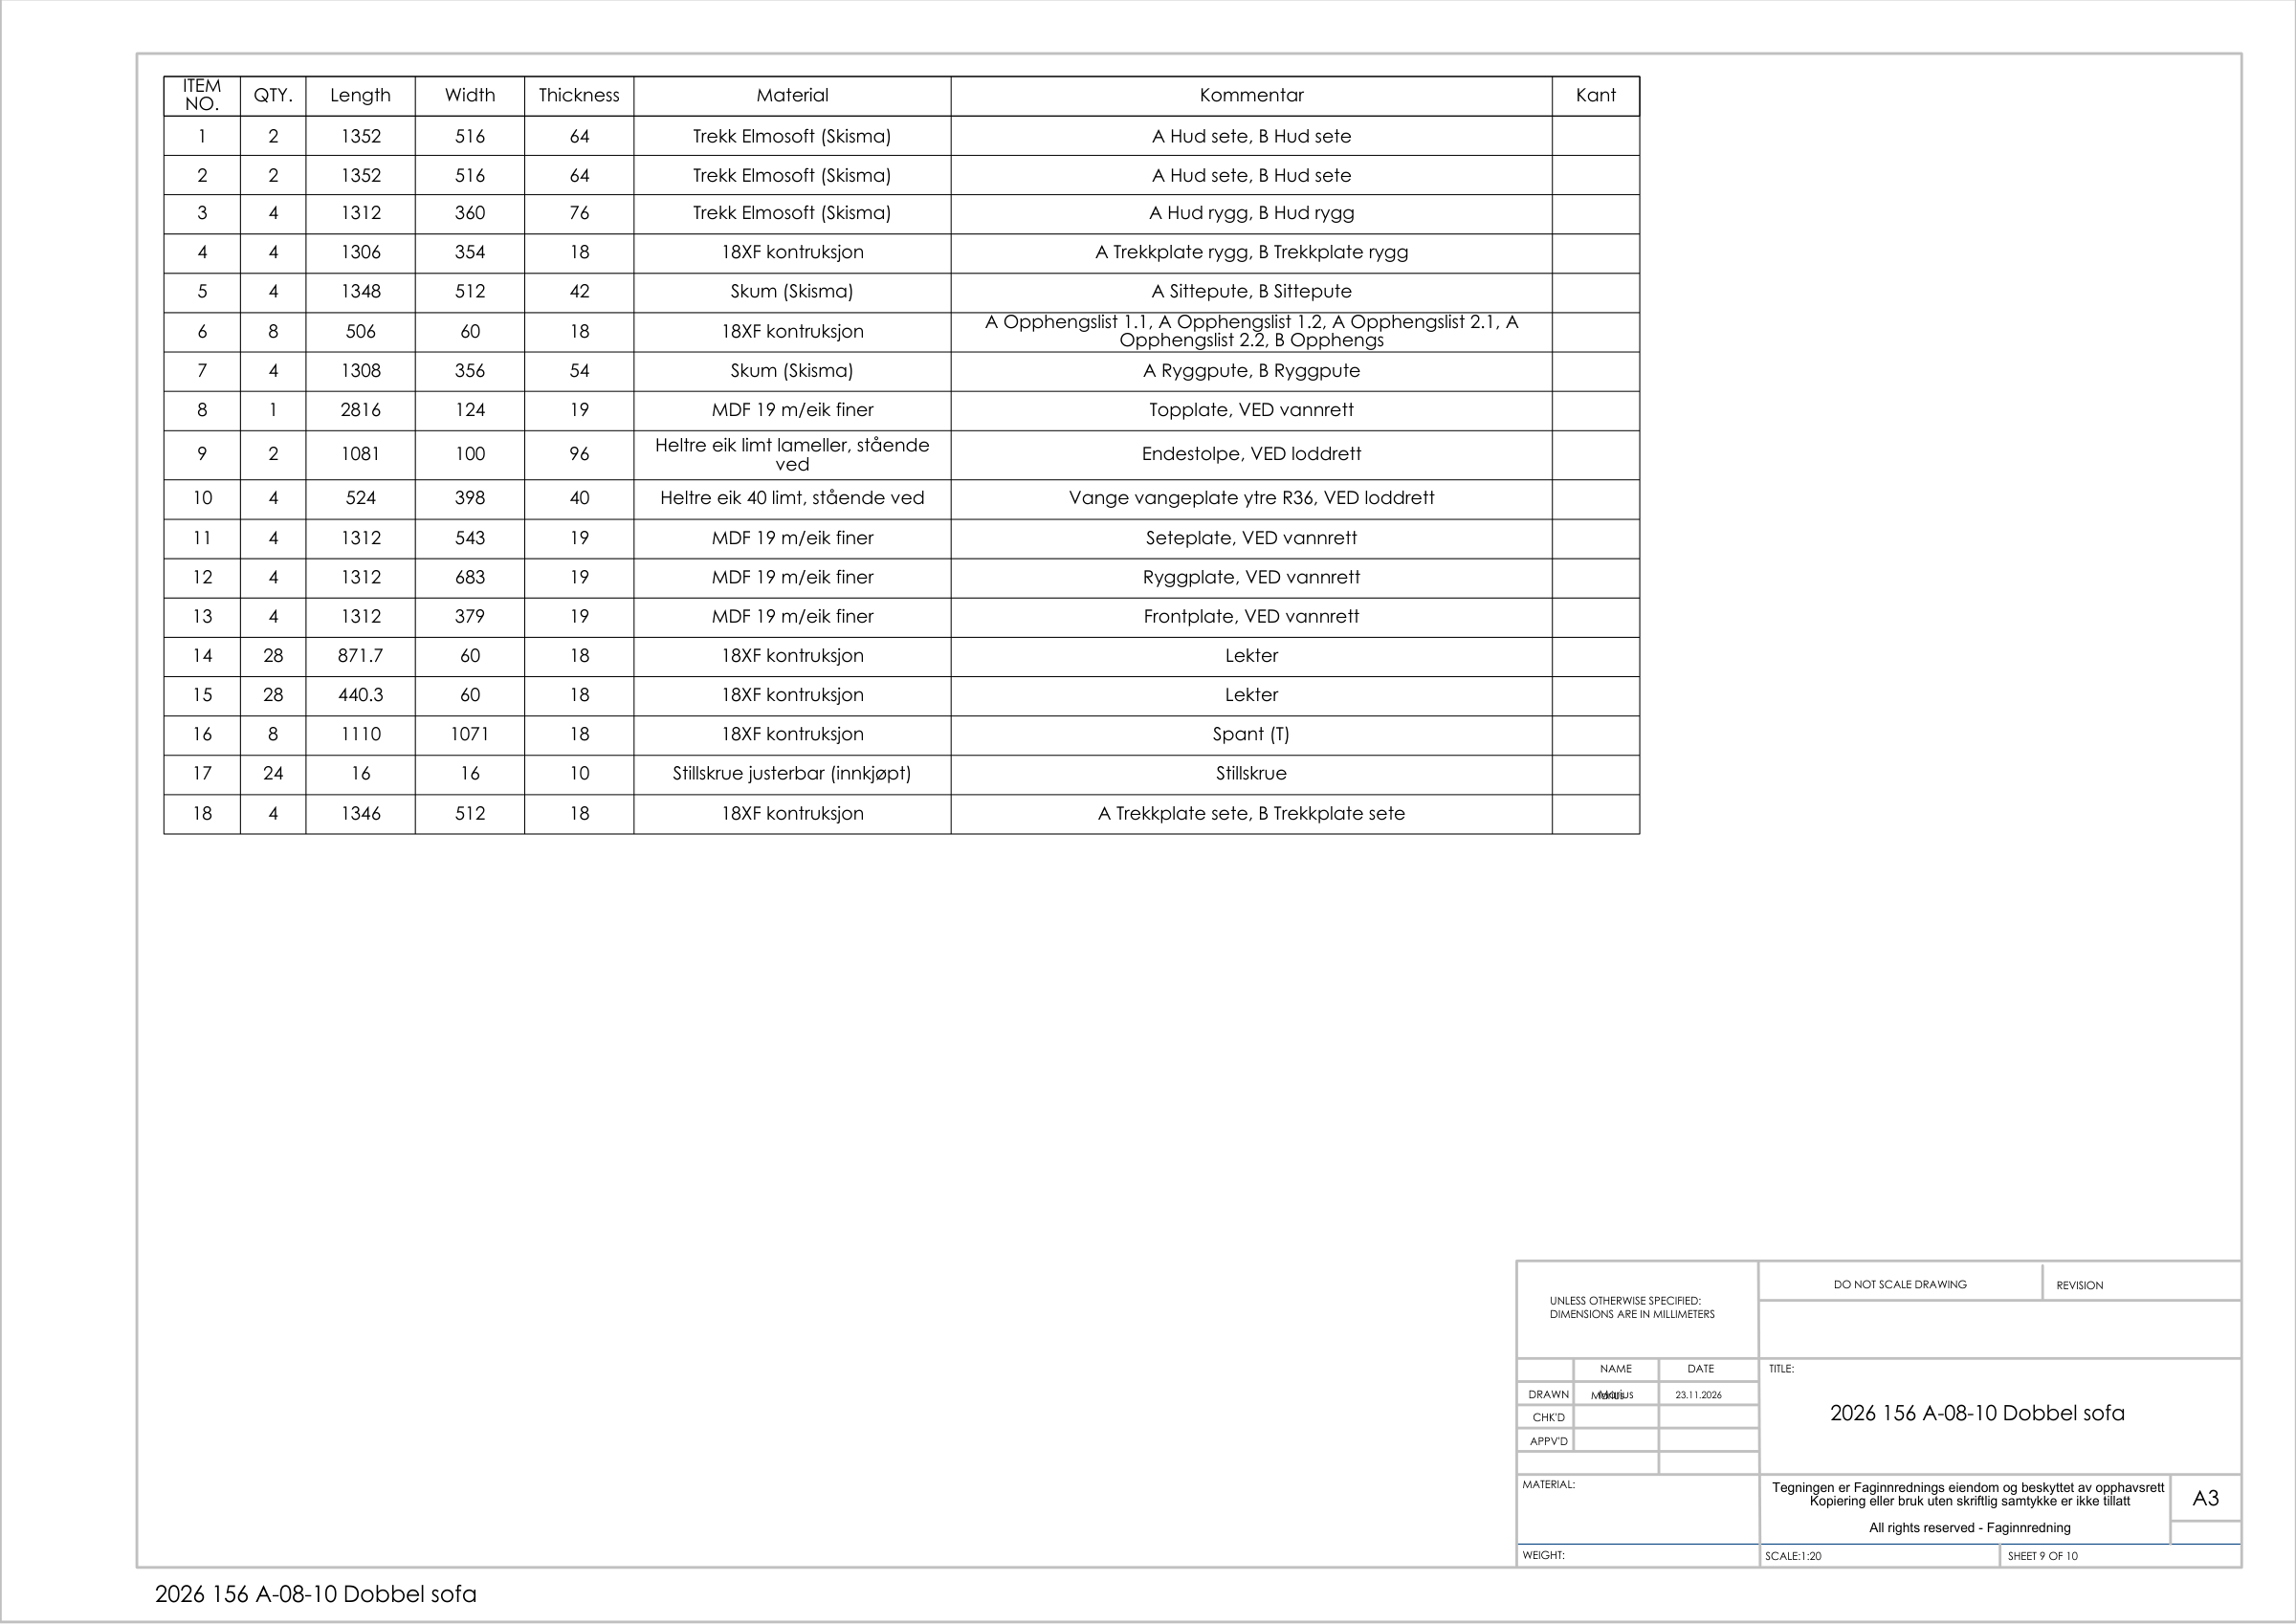 ITEM NO. QTY. Length Width Thickness Material Kommentar Kant
1 2 1352 516 64 Trekk Elmosoft (Skisma) A Hud sete, B Hud sete
2 2 1352 516 64 Trekk Elmosoft (Skisma) A Hud sete, B Hud sete
3 4 1312 360 76 Trekk Elmosoft (Skisma) A Hud rygg, B Hud rygg
4 4 1306 354 18 18XF kontruksjon A Trekkplate rygg, B Trekkplate rygg
5 4 1348 512 42 Skum (Skisma) A Sittepute, B Sittepute
6 8 506 60 18 18XF kontruksjon A Opphengslist 1.1, A Opphengslist 1.2, A Opphengslist 2.1, A
Opphengslist 2.2, B Opphengs
7 4 1308 356 54 Skum (Skisma) A Ryggpute, B Ryggpute
8 1 2816 124 19 MDF 19 m/eik finer Topplate, VED vannrett
9 2 1081 100 96 Heltre eik limt lameller, stående ved Endestolpe, VED loddrett
10 4 524 398 40 Heltre eik 40 limt, stående ved Vange vangeplate ytre R36, VED loddrett
11 4 1312 543 19 MDF 19 m/eik finer Seteplate, VED vannrett
12 4 1312 683 19 MDF 19 m/eik finer Ryggplate, VED vannrett
13 4 1312 379 19 MDF 19 m/eik finer Frontplate, VED vannrett
14 28 871.7 60 18 18XF kontruksjon Lekter
15 28 440.3 60 18 18XF kontruksjon Lekter
16 8 1110 1071 18 18XF kontruksjon Spant (T)
17 24 16 16 10 Stillskrue justerbar (innkjøpt) Stillskrue
18 4 1346 512 18 18XF kontruksjon A Trekkplate sete, B Trekkplate sete
UNLESS OTHERWISE SPECIFIED:
DIMENSIONS ARE IN MILLIMETERS
DO NOT SCALE DRAWING
REVISION
NAME DATE
DRAWN Marius 23.11.2026
CHK'D
APPV'D
TITLE:
2026 156 A-08-10 Dobbel sofa
MATERIAL:
Tegningen er Faginnrednings eiendom og beskyttet av opphavsrett
Kopiering eller bruk uten skriftlig samtykke er ikke tillatt
All rights reserved - Faginnredning
A3
WEIGHT:
SCALE:1:20
SHEET 9 OF 10
2026 156 A-08-10 Dobbel sofa